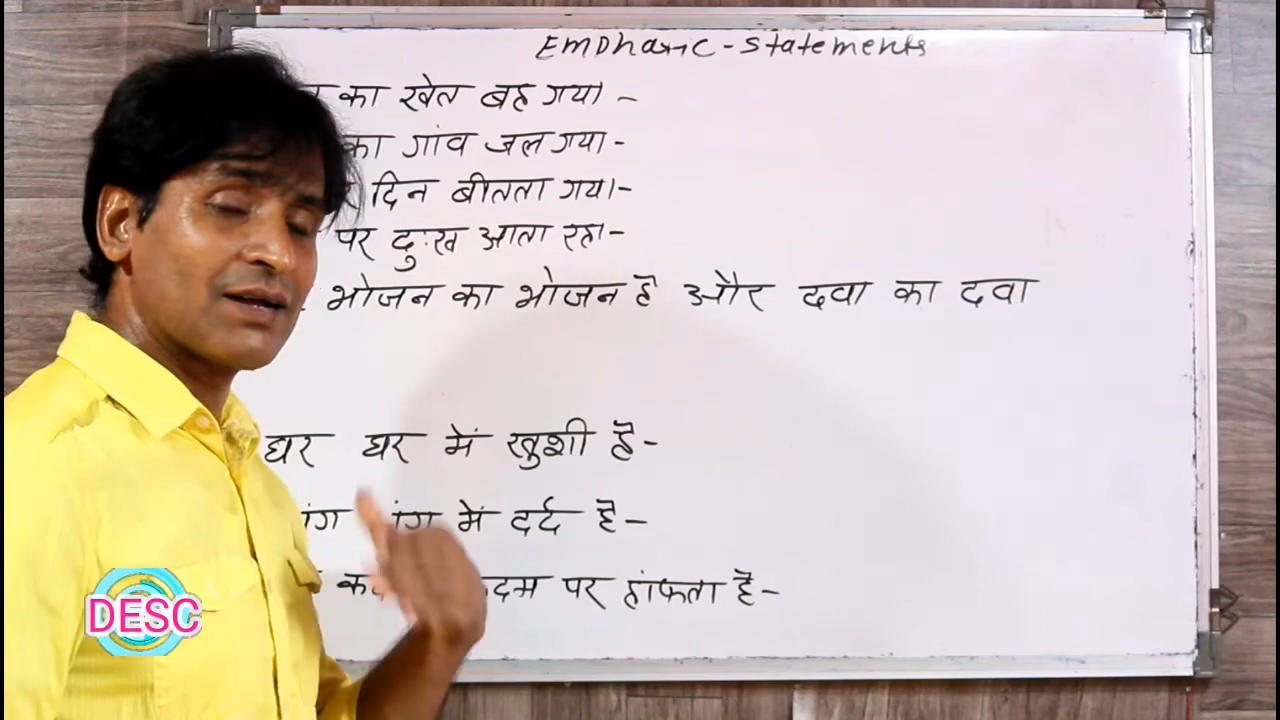 Emphatic - Statements
का खेत बह गया -
का गांव जल गया -
दिन बीतता गया -
पर दुःख आता रहा -
भोजन का भोजन है और दवा का दवा
घर घर में खुशी है -
में दर्द है -
पर हांफता है -
DESC